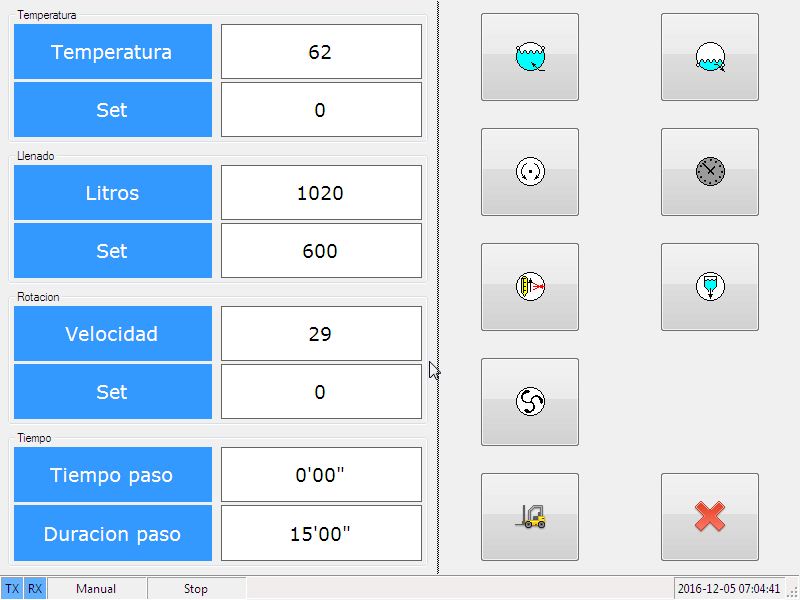 Temperatura
Temperatura 62
Set 0
Llenado
Litros 1020
Set 600
Rotacion
Velocidad 29
Set 0
Tiempo
Tiempo paso 0'00"
Duracion paso 15'00"
TX RX Manual Stop 2016-12-05 07:04:41